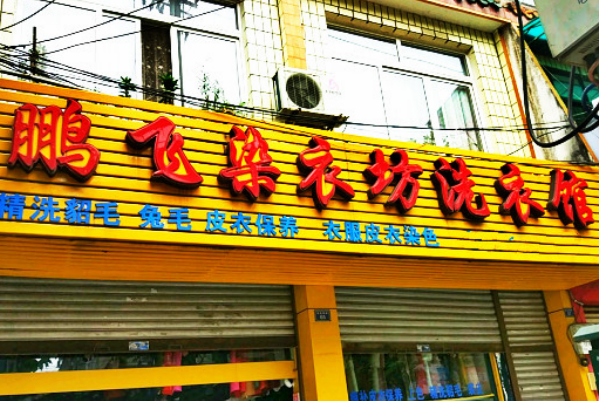 鹏飞染衣坊洗衣馆
精洗貂毛 兔毛 皮衣保养 衣服皮衣染色